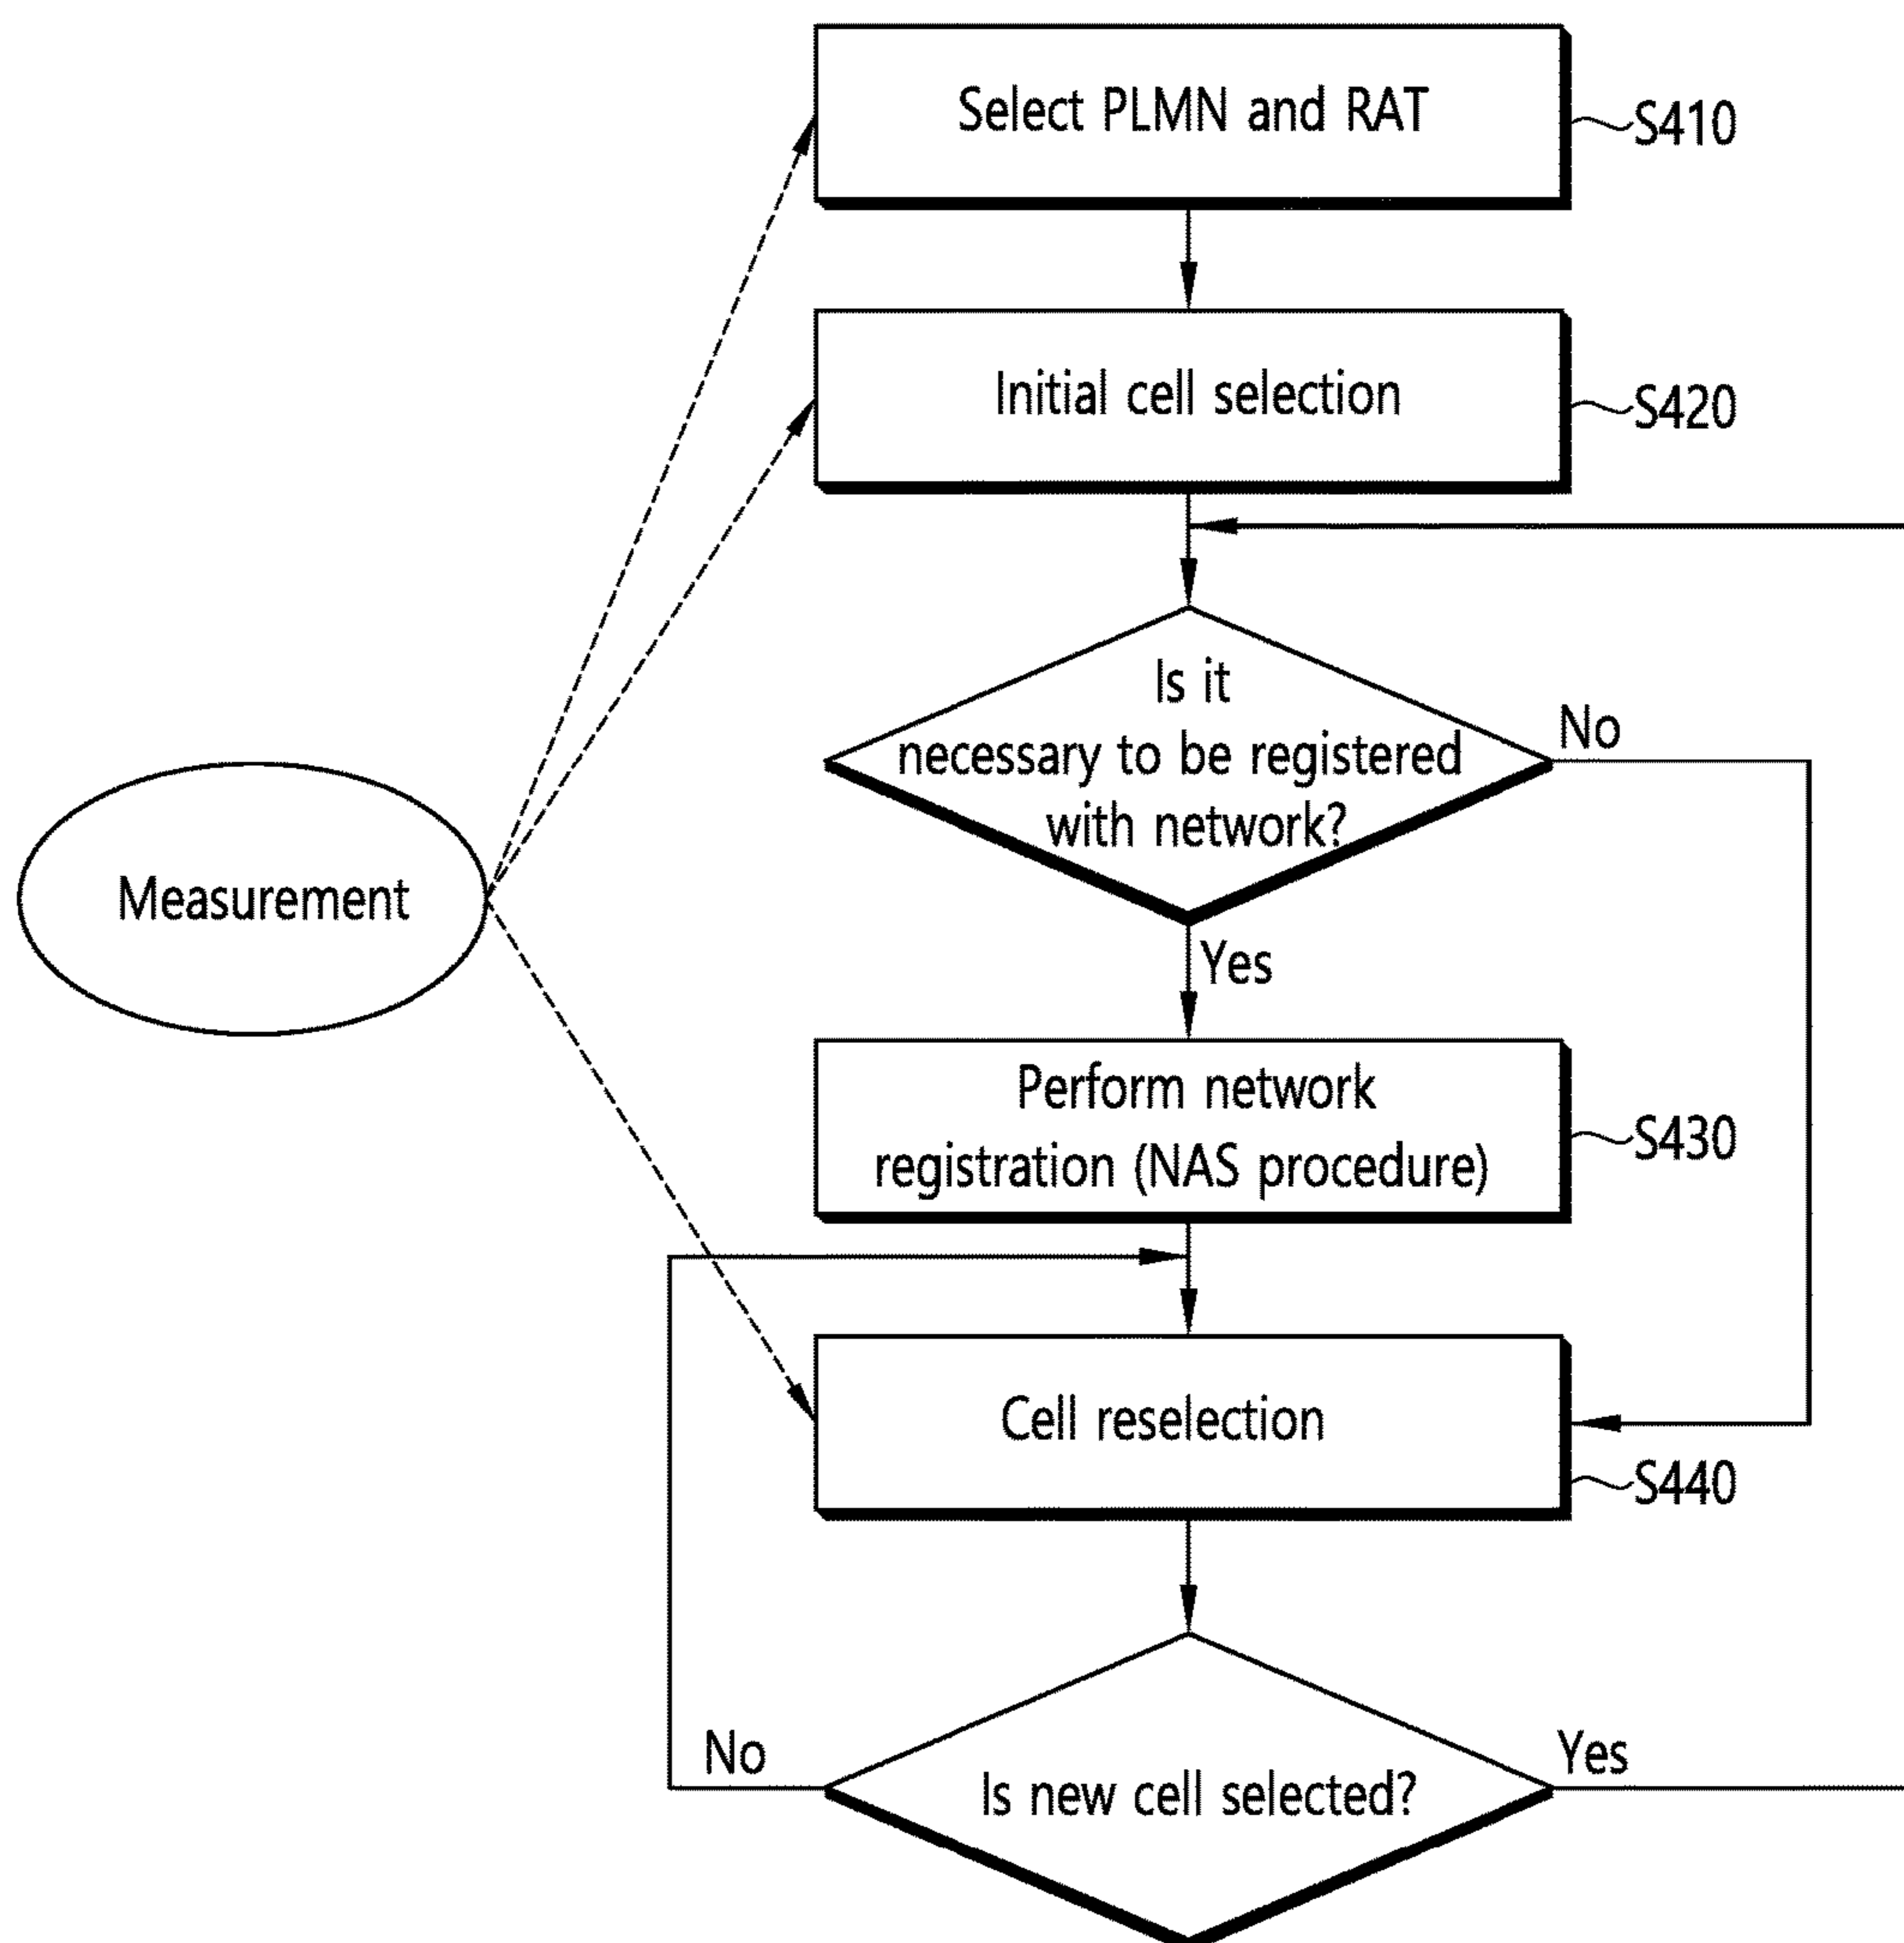 Select PLMN and RAT
S410
Initial cell selection
S420
Is it
necessary to be registered
with network?
No
Yes
Measurement
Perform network
registration (NAS procedure)
S430
Cell reselection
S440
No
Is new cell selected?
Yes